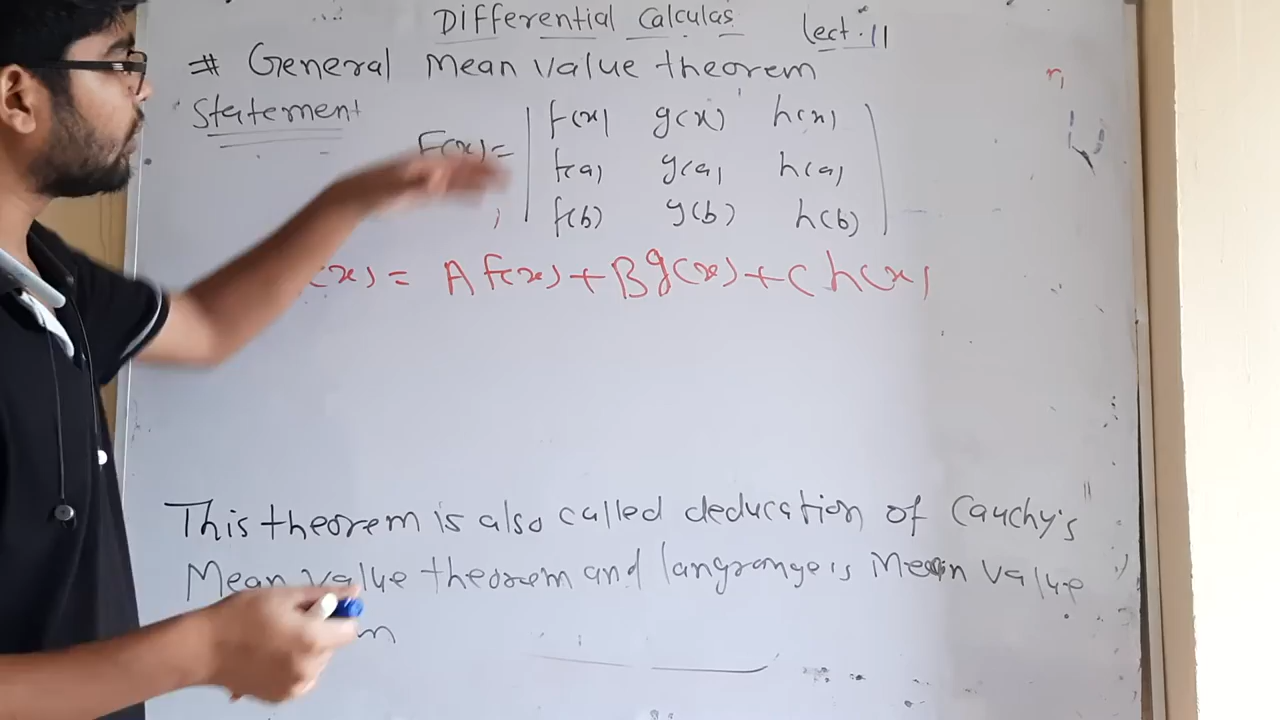 Differential Calculas Lect. 11
# General Mean value theorem
Statement
F(x) = | f(x) g(x) h(x) |
f(a) g(a) h(a)
f(b) g(b) h(b)
(x) = A f(x) + B g(x) + C h(x)
This theorem is also called deducation of Cauchy's
Mean value theorem and langrange's Mean value